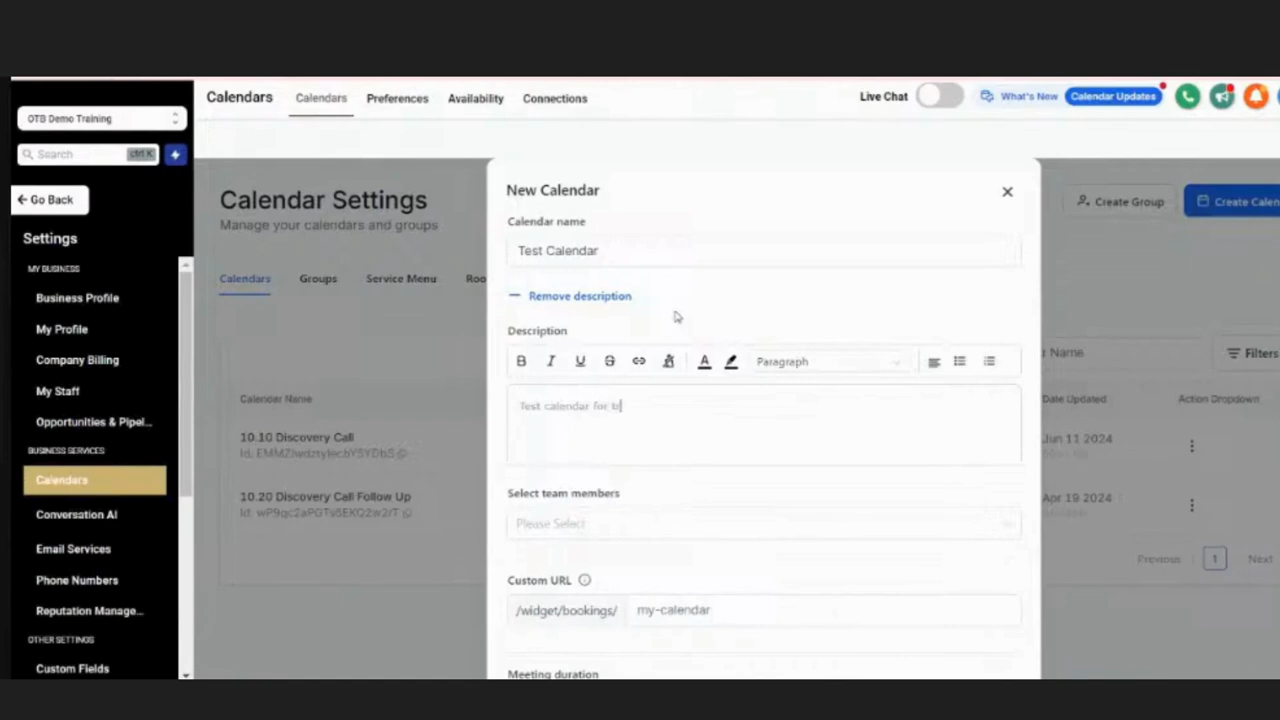 Calendars
Calendars
Preferences
Availability
Connections
Live Chat
What's New
Calendar Updates
OTB Demo Training
Search
ctrl K
Go Back
Settings
MY BUSINESS
Business Profile
My Profile
Company Billing
My Staff
Opportunities & Pipel...
BUSINESS SERVICES
Calendars
Conversation AI
Email Services
Phone Numbers
Reputation Manage...
OTHER SETTINGS
Custom Fields
Calendar Settings
Manage your calendars and groups
Create Group
Create Calen
Calendars
Groups
Service Menu
Roo
Name
Filters
Calendar Name
Date Updated
Action Dropdown
10.10 Discovery Call
Id:
Jun 11 2024
10.20 Discovery Call Follow Up
Id:
Apr 19 2024
Previous
1
Next
New Calendar
Calendar name
Test Calendar
Remove description
Description
B I U S
A
Paragraph
Test calendar for
Select team members
Please Select
Custom URL
/widget/bookings/
my-calendar
Meeting duration